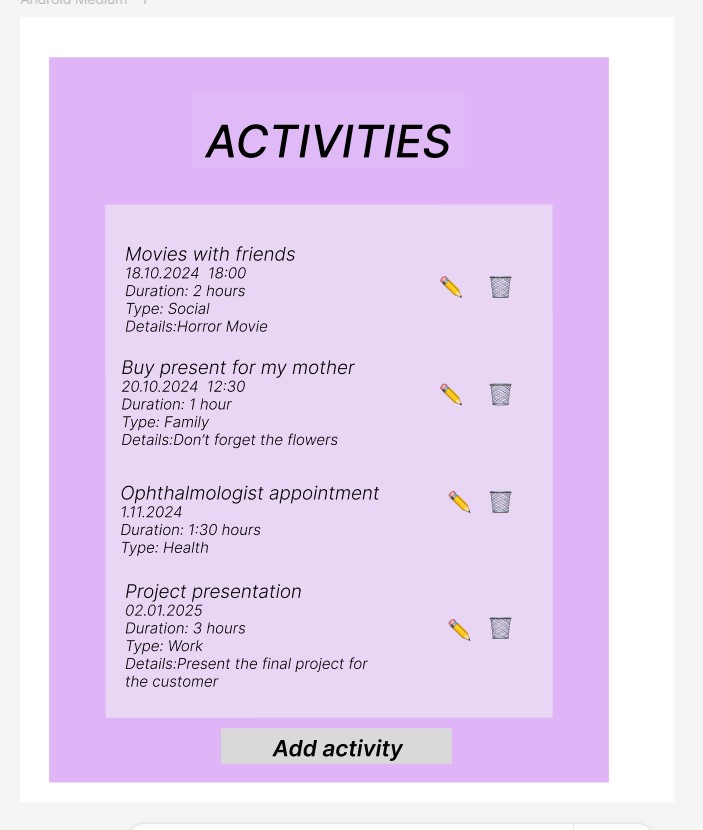 Android Medium - 1
ACTIVITIES
Movies with friends
18.10.2024  18:00
Duration: 2 hours
Type: Social
Details:Horror Movie
Buy present for my mother
20.10.2024  12:30
Duration: 1 hour
Type: Family
Details:Don’t forget the flowers
Ophthalmologist appointment
1.11.2024
Duration: 1:30 hours
Type: Health
Project presentation
02.01.2025
Duration: 3 hours
Type: Work
Details:Present the final project for
the customer
Add activity